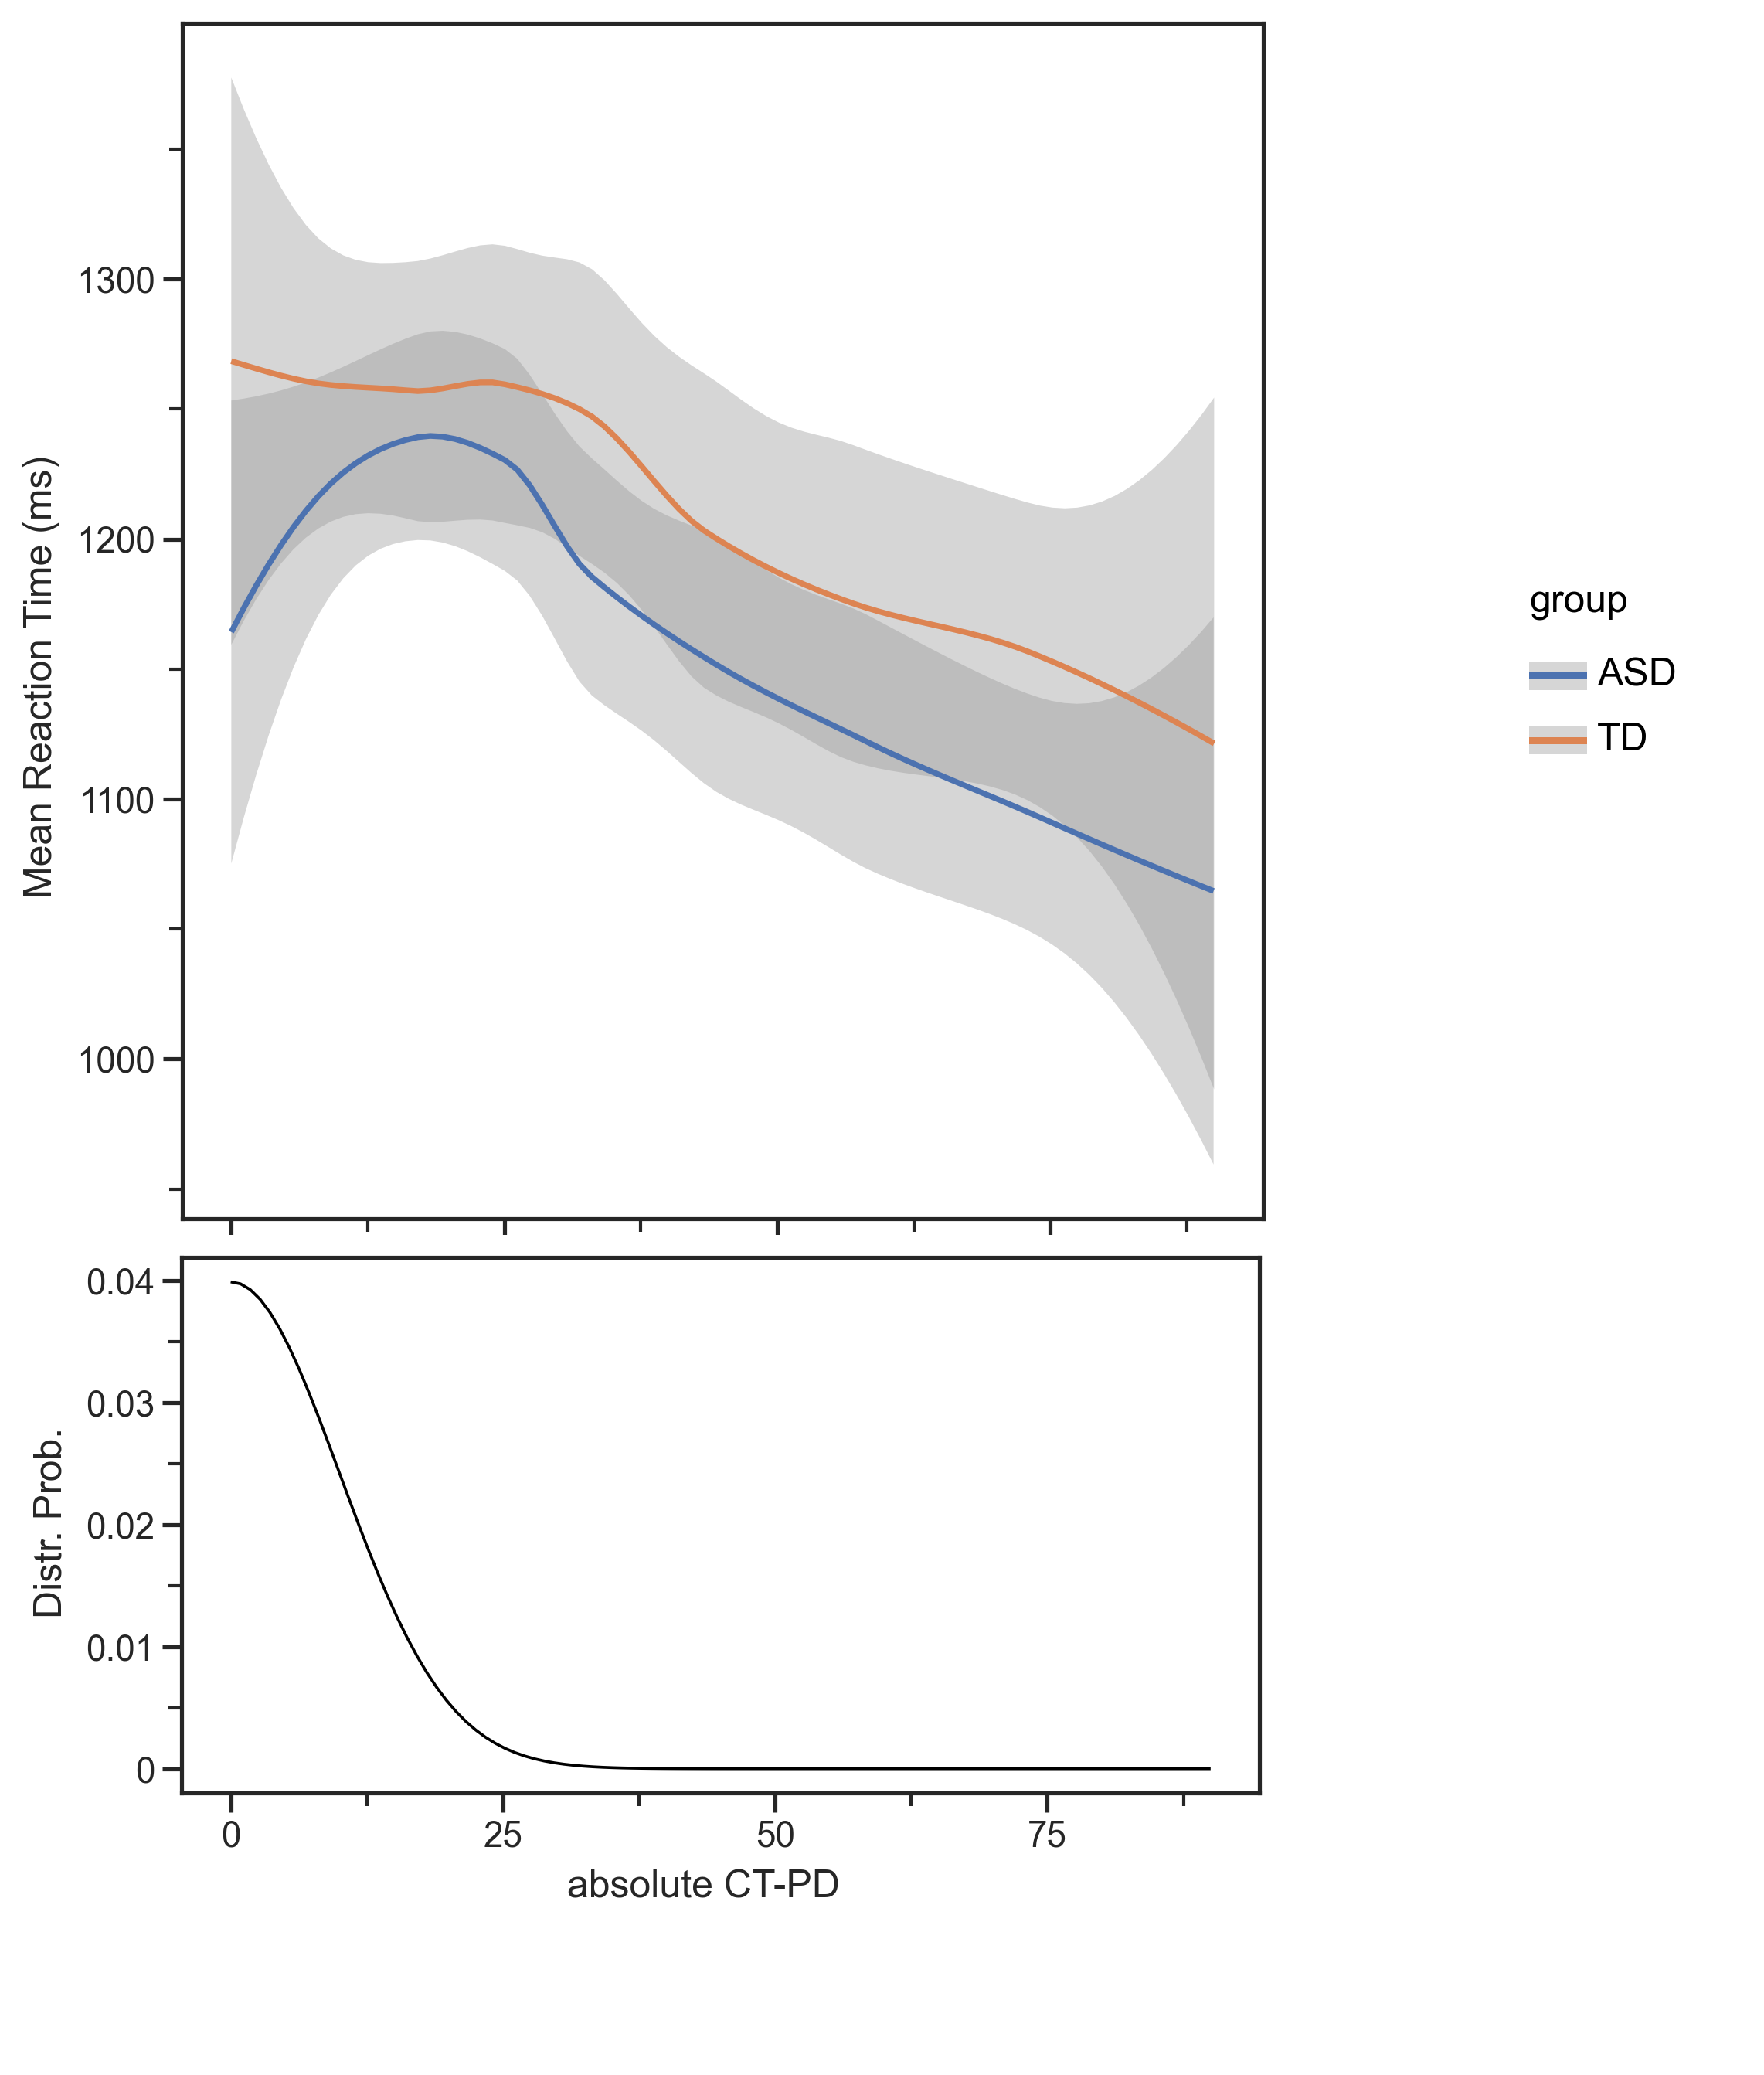 Mean Reaction Time (ms)
1300
1200
1100
1000
group
ASD
TD
Distr. Prob.
0.04
0.03
0.02
0.01
0
0 25 50 75
absolute CT-PD